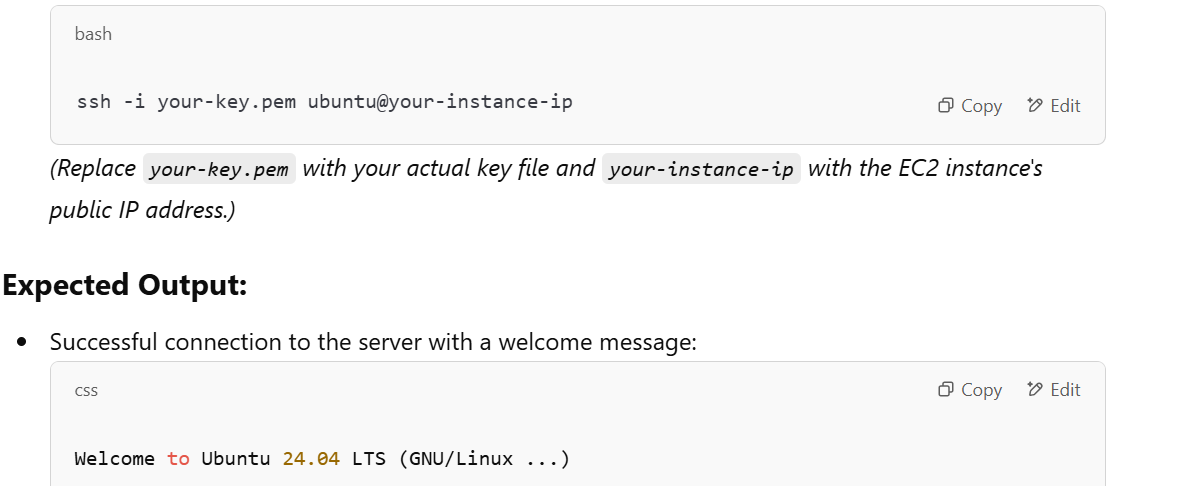 bash
ssh -i your-key.pem ubuntu@your-instance-ip
Copy Edit
(Replace your-key.pem with your actual key file and your-instance-ip with the EC2 instance's
public IP address.)
Expected Output:
• Successful connection to the server with a welcome message:
css Copy Edit
Welcome to Ubuntu 24.04 LTS (GNU/Linux ...)